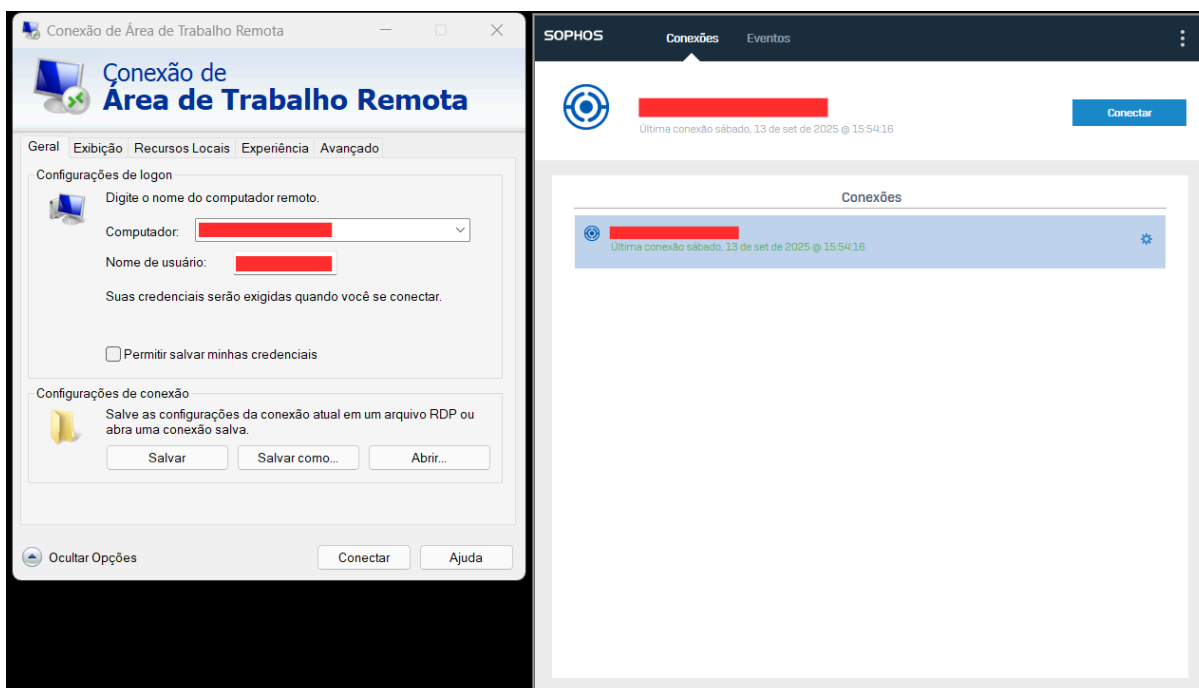 Conexão de Área de Trabalho Remota
Conexão de
Área de Trabalho Remota
Geral Exibição Recursos Locais Experiência Avançado
Configurações de logon
Digite o nome do computador remoto.
Computador:
Nome de usuário:
Suas credenciais serão exigidas quando você se conectar.
Permitir salvar minhas credenciais
Configurações de conexão
Salve as configurações da conexão atual em um arquivo RDP ou
abra uma conexão salva.
Salvar Salvar como... Abrir...
Ocultar Opções Conectar Ajuda
SOPHOS Conexões Eventos
Última conexão sábado, 13 de set de 2025 @ 15:54:16
Conectar
Conexões
Última conexão sábado, 13 de set de 2025 @ 15:54:16